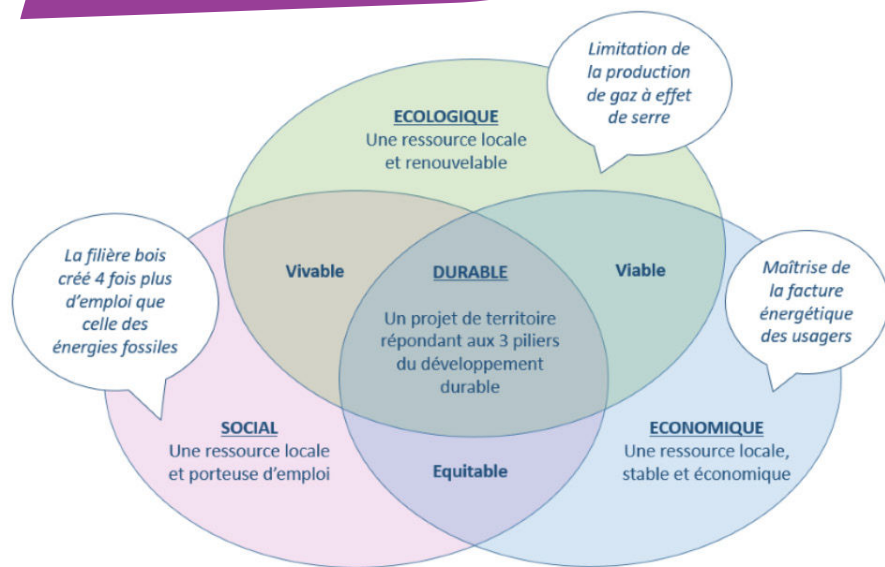 Limitation de
la production
de gaz à effet
de serre
ECOLOGIQUE
Une ressource locale
et renouvelable
La filière bois
créé 4 fois plus
d'emploi que
celle des
énergies fossiles
Vivable
DURABLE
Un projet de territoire
répondant aux 3 piliers
du développement
durable
Viable
Maîtrise de
la facture
énergétique
des usagers
SOCIAL
Une ressource locale
et porteuse d'emploi
Equitable
ECONOMIQUE
Une ressource locale,
stable et économique